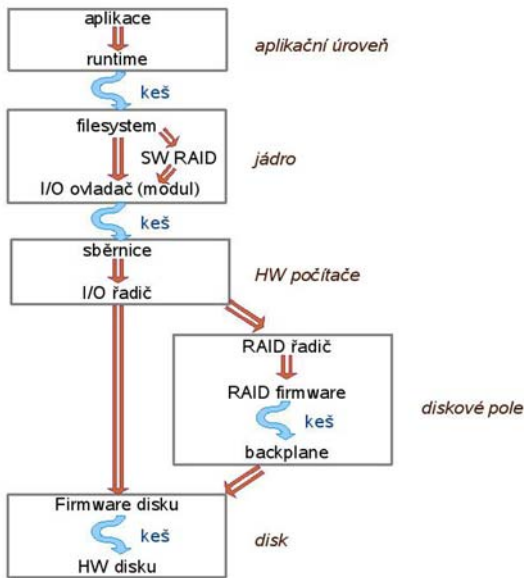 aplikace
aplikační úroveň
runtime
keš
filesystem
SW RAID
jádro
I/O ovladač (modul)
keš
sběrnice
HW počítače
I/O řadič
RAID řadič
RAID firmware
diskové pole
keš
backplane
Firmware disku
keš
disk
HW disku